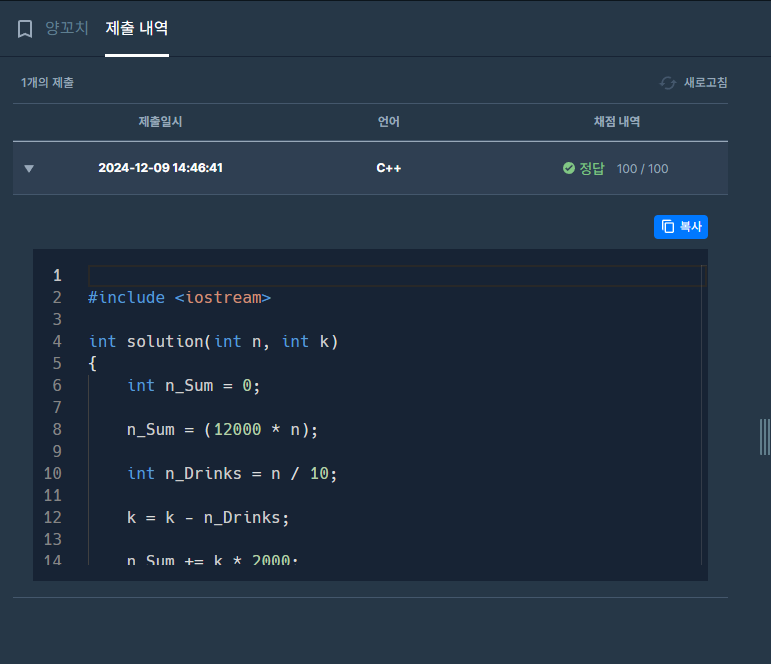 양꼬치 제출 내역
1개의 제출 새로고침
제출일시 언어 채점 내역
2024-12-09 14:46:41 C++ 정답 100 / 100
복사
1
2 #include <iostream>
3
4 int solution(int n, int k)
5 {
6     int n_Sum = 0;
7
8     n_Sum = (12000 * n);
9
10     int n_Drinks = n / 10;
11
12     k = k - n_Drinks;
13
14     n_Sum += k * 2000;